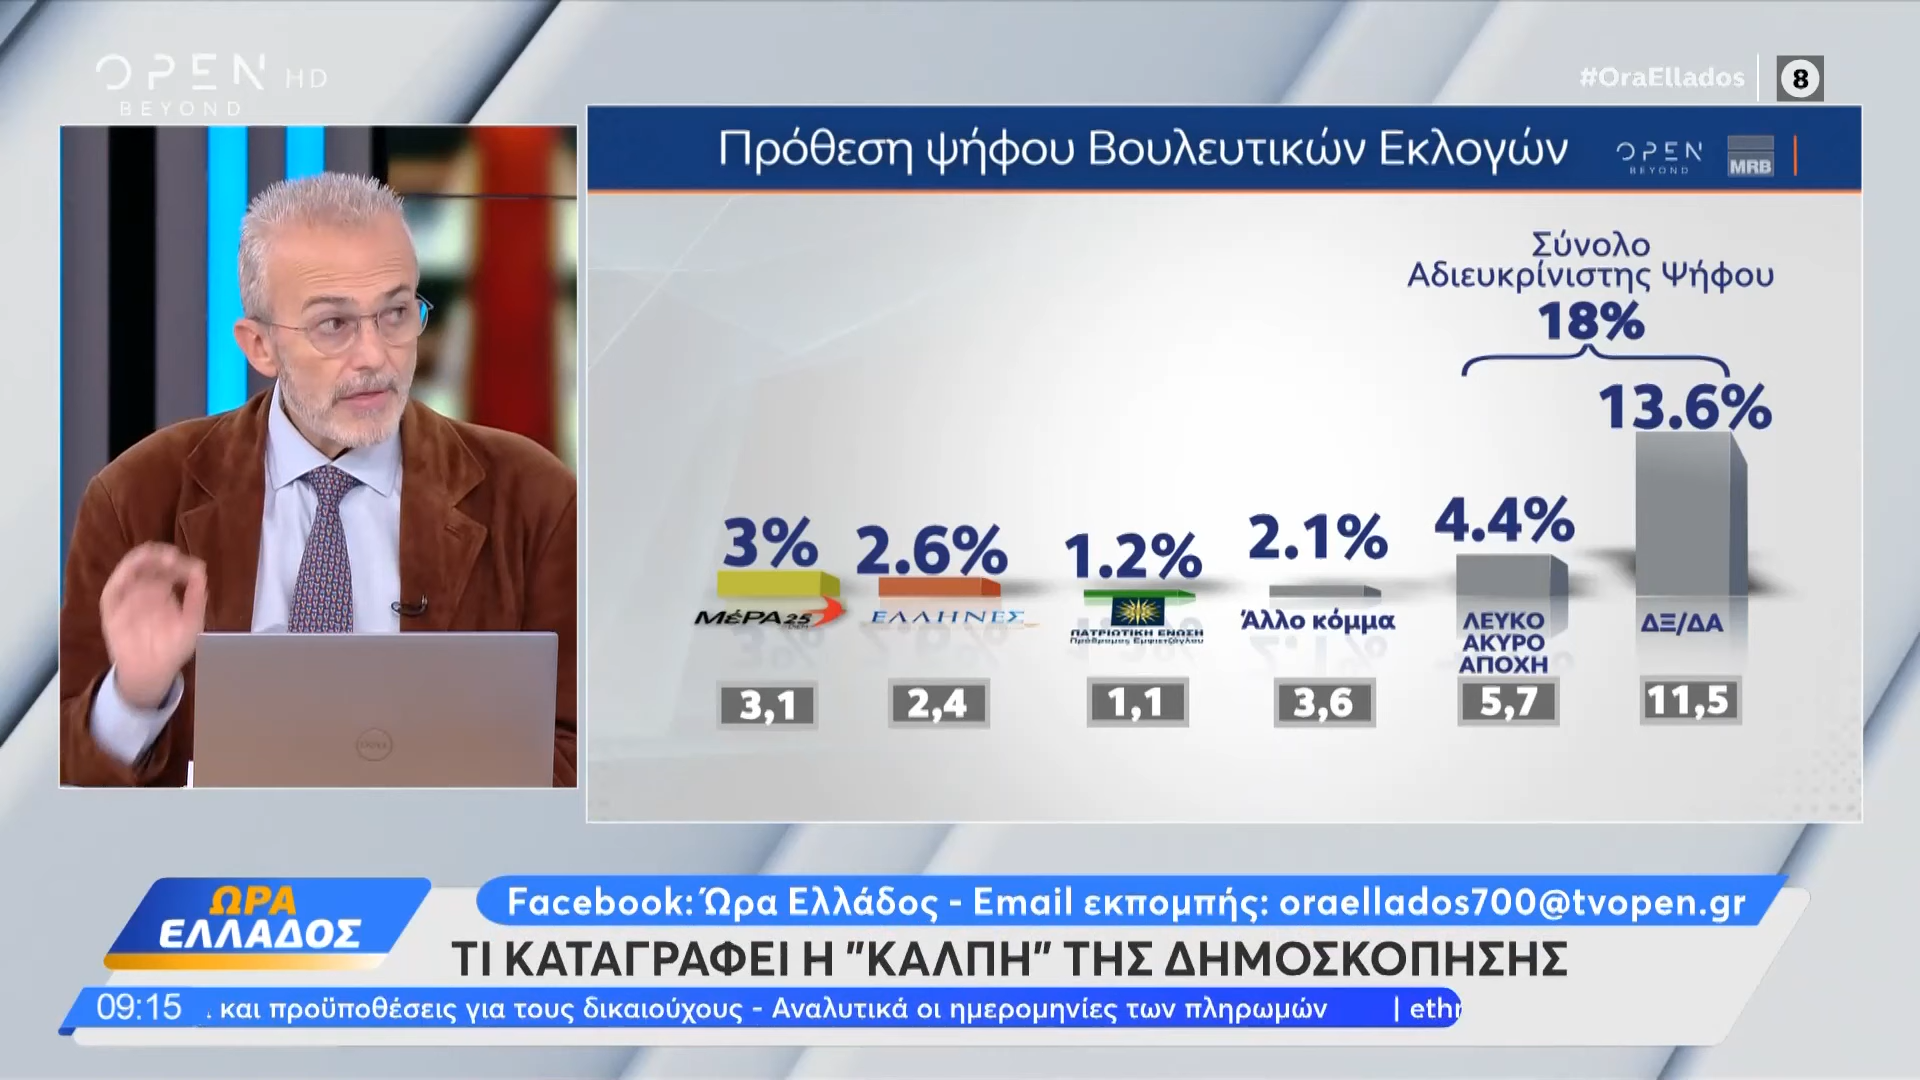 OPEN HD
BEYOND
#OraEllados
8
Πρόθεση ψήφου Βουλευτικών Εκλογών
OPEN
BEYOND
MRB
Σύνολο
Αδιευκρίνιστης Ψήφου
18%
3%
2.6%
1.2%
2.1%
4.4%
13.6%
ΜέΡΑ25
ΕΛΛΗΝΕΣ
ΠΑΤΡΙΩΤΙΚΗ ΕΝΩΣΗ
Πρόδρομος Εμφιετζόγλου
Άλλο κόμμα
ΛΕΥΚΟ
ΑΚΥΡΟ
ΑΠΟΧΗ
ΔΞ/ΔΑ
3,1
2,4
1,1
3,6
5,7
11,5
DELL
ΩΡΑ
ΕΛΛΑΔΟΣ
Facebook: Ώρα Ελλάδος - Email εκπομπής: oraellados700@tvopen.gr
ΤΙ ΚΑΤΑΓΡΑΦΕΙ Η "ΚΑΛΠΗ" ΤΗΣ ΔΗΜΟΣΚΟΠΗΣΗΣ
09:15 ι και προϋποθέσεις για τους δικαιούχους - Αναλυτικά οι ημερομηνίες των πληρωμών | ethn